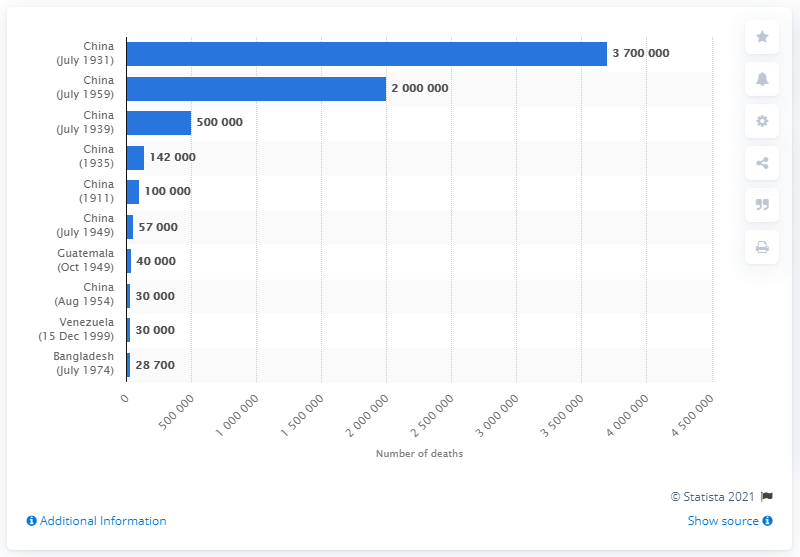 China
(July 1931)
3 700 000
China
(July 1959)
2 000 000
China
(July 1939)
500 000
China
(1935)
142 000
China
(1911)
100 000
China
(July 1949)
57 000
Guatemala
(Oct 1949)
40 000
China
(Aug 1954)
30 000
Venezuela
(15 Dec 1999)
30 000
Bangladesh
(July 1974)
28 700
0
500 000
1 000 000
1 500 000
2 000 000
2 500 000
3 000 000
3 500 000
4 000 000
4 500 000
Number of deaths
© Statista 2021
Additional Information
Show source